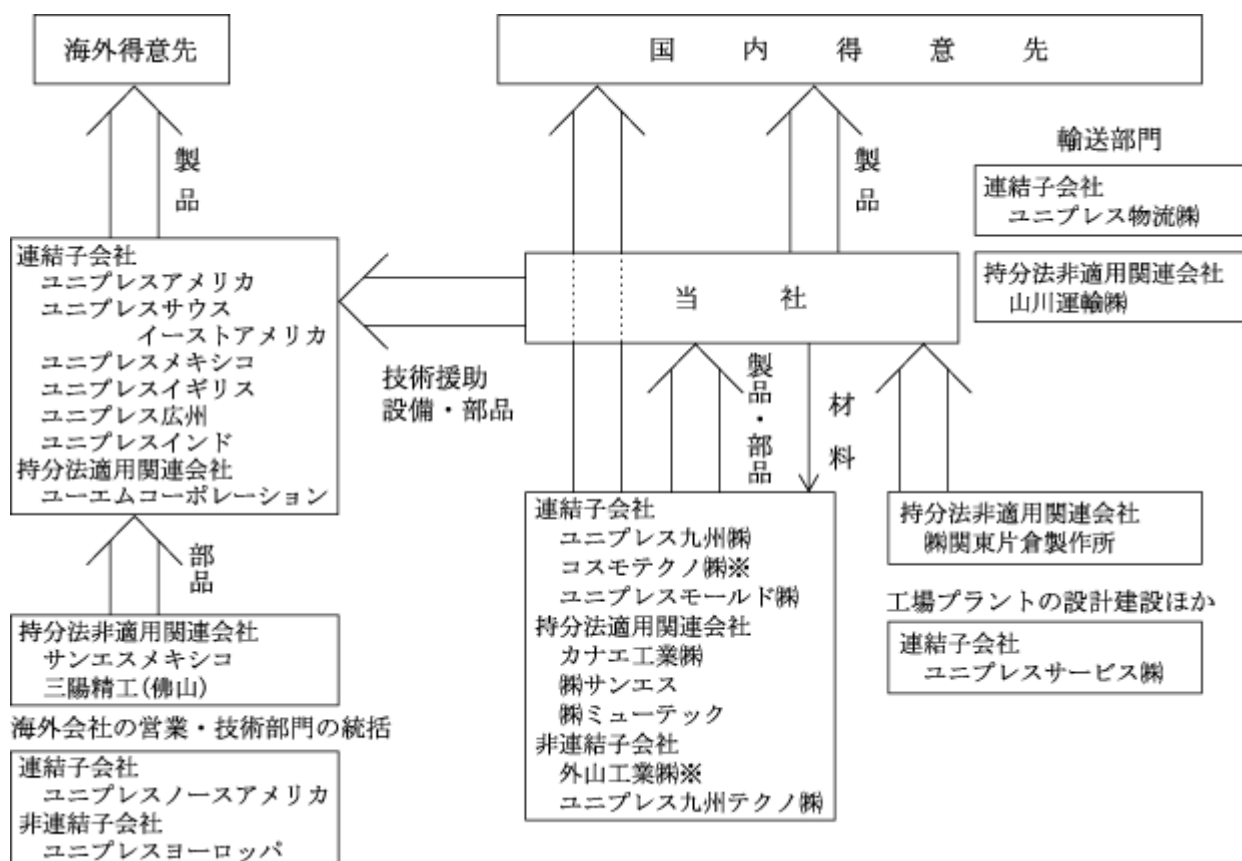 海外得意先
国内得意先
製品
製品
輸送部門
連結子会社
ユニプレス物流㈱
持分法非適用関連会社
山川運輸㈱
連結子会社
ユニプレスアメリカ
ユニプレスサウス
イーストアメリカ
ユニプレスメキシコ
ユニプレスイギリス
ユニプレス広州
ユニプレスインド
持分法適用関連会社
ユーエムコーポレーション
当社
技術援助
設備・部品
製品・部品
材料
部品
持分法非適用関連会社
サンエスメキシコ
三陽精工(佛山)
海外会社の営業・技術部門の統括
連結子会社
ユニプレスノースアメリカ
非連結子会社
ユニプレスヨーロッパ
連結子会社
ユニプレス九州㈱
コスモテクノ㈱※
ユニプレスモールド㈱
持分法適用関連会社
カナエ工業㈱
㈱サンエス
㈱ミューテック
非連結子会社
外山工業㈱※
ユニプレス九州テクノ㈱
持分法非適用関連会社
㈱関東片倉製作所
工場プラントの設計建設ほか
連結子会社
ユニプレスサービス㈱